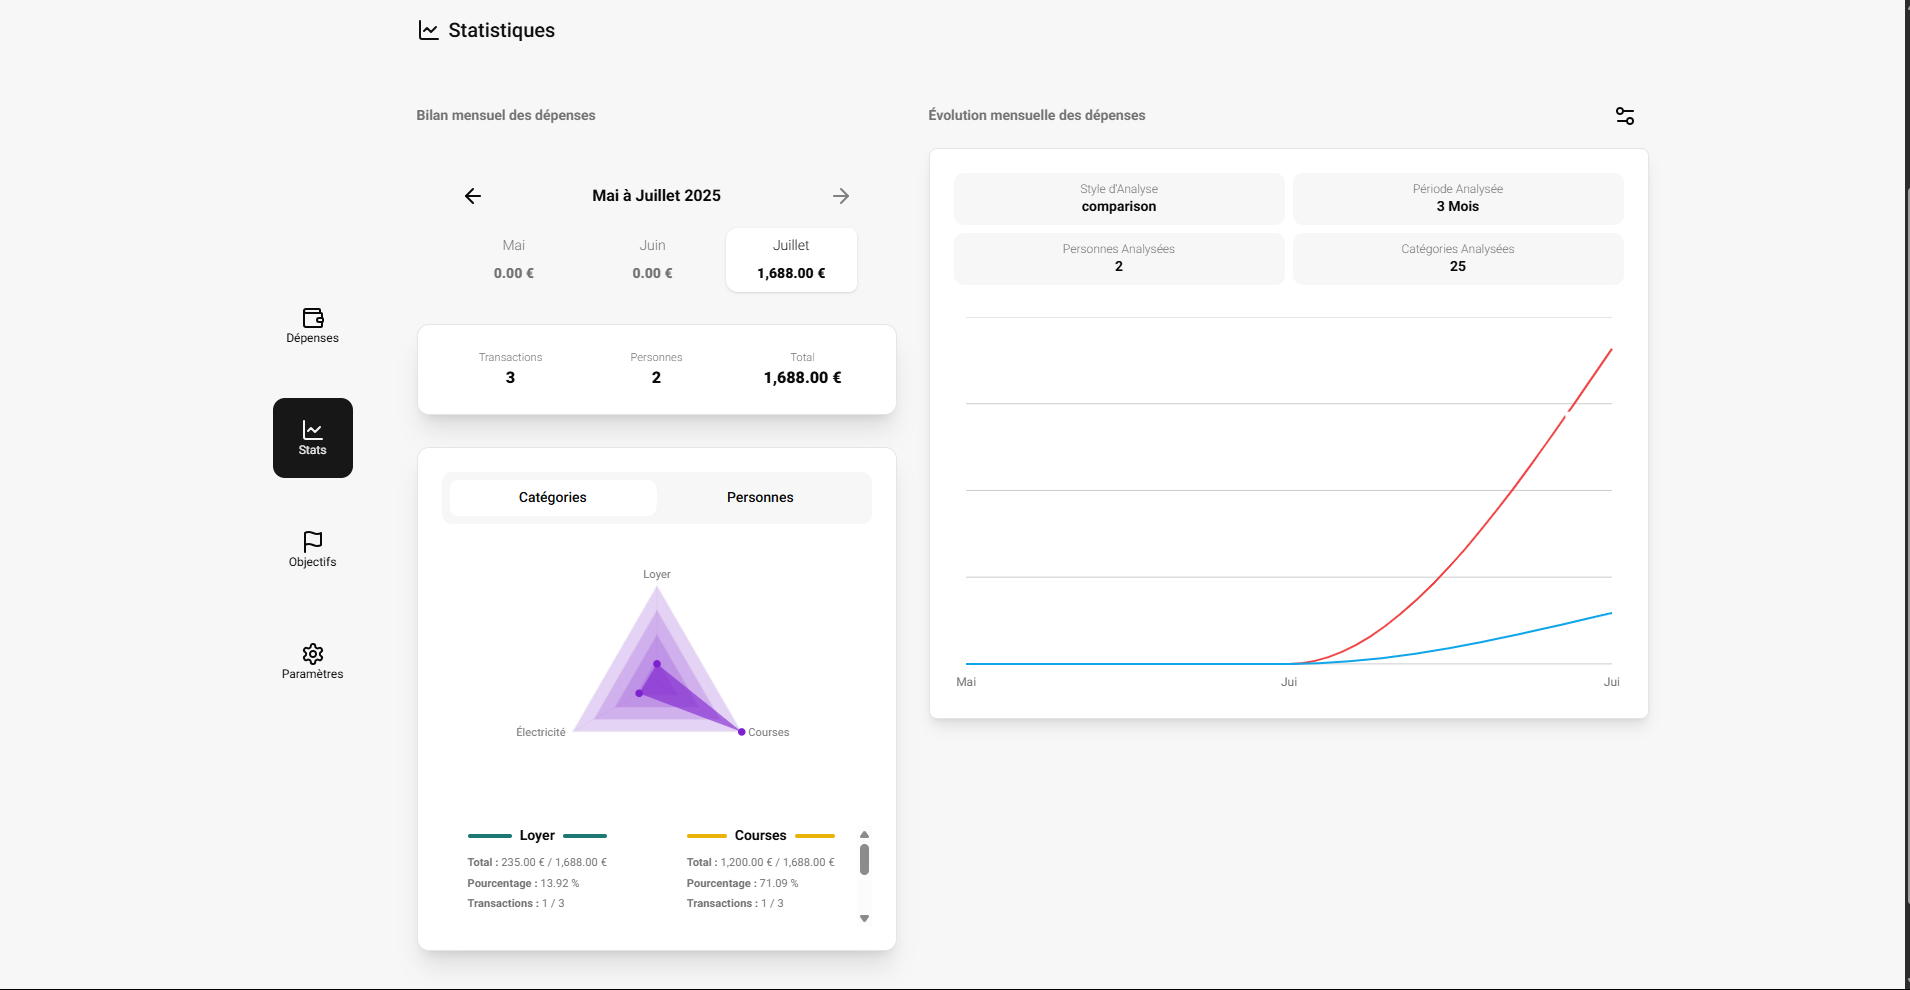 Statistiques
Dépenses
Stats
Objectifs
Paramètres
Bilan mensuel des dépenses
Mai à Juillet 2025
Mai
0.00 €
Juin
0.00 €
Juillet
1,688.00 €
Transactions
3
Personnes
2
Total
1,688.00 €
Catégories
Personnes
Loyer
Électricité
Courses
Loyer
Total : 235.00 € / 1,688.00 €
Pourcentage : 13.92 %
Transactions : 1 / 3
Courses
Total : 1,200.00 € / 1,688.00 €
Pourcentage : 71.09 %
Transactions : 1 / 3
Évolution mensuelle des dépenses
Style d'Analyse
comparison
Période Analysée
3 Mois
Personnes Analysées
2
Catégories Analysées
25
Mai
Jui
Jui